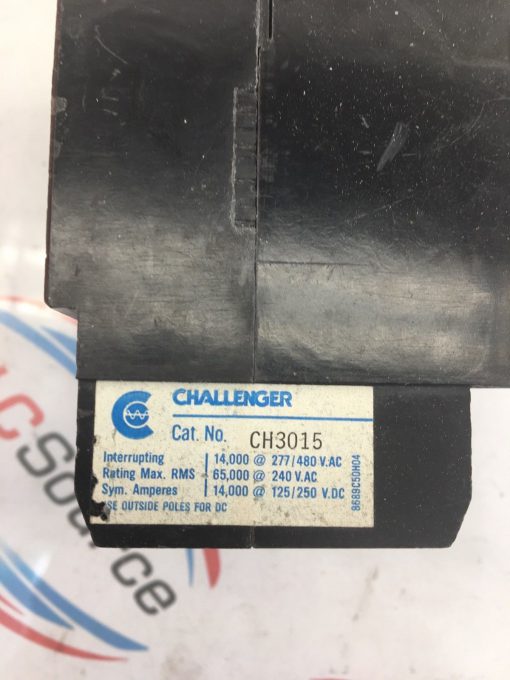 CHALLENGER
Cat. No. CH3015
Interrupting 14,000 @ 277/480 V.AC
Rating Max. RMS 65,000 @ 240 V.AC
Sym. Amperes 14,000 @ 125/250 V.DC
OUTSIDE POLES FOR DC
8689C50H04
Source